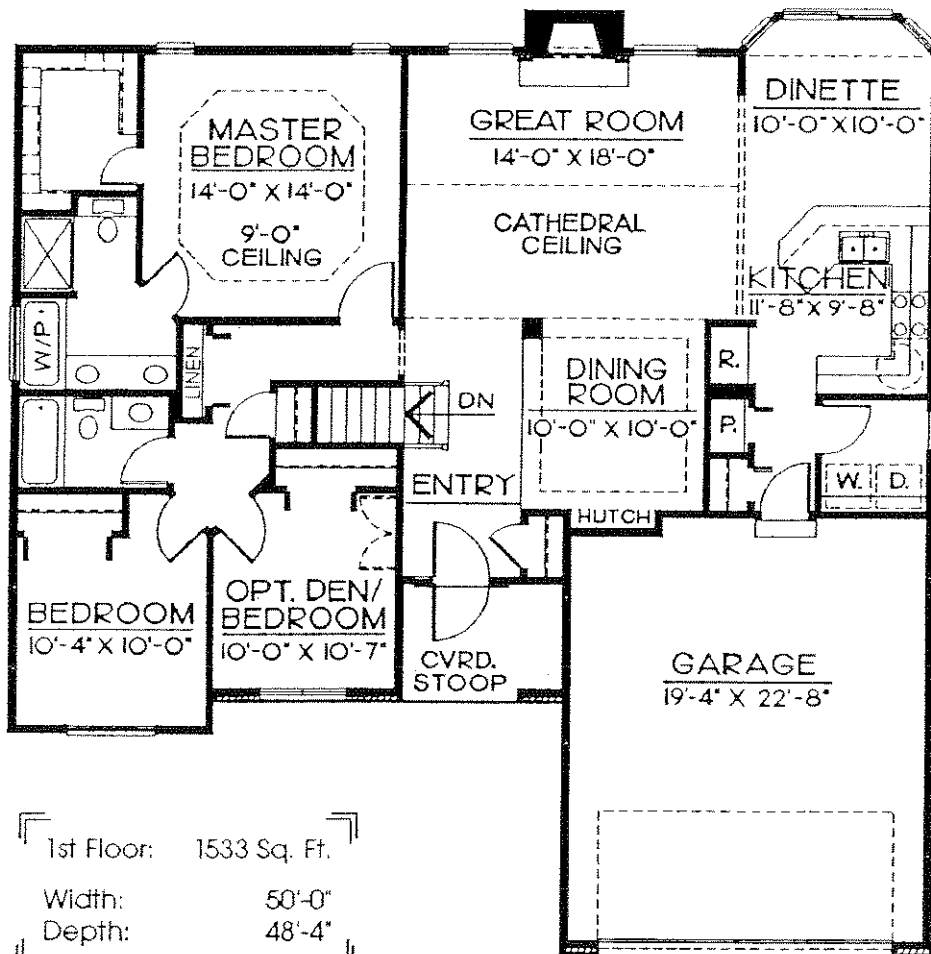 MASTER
BEDROOM
14'-0" X 14'-0"
9'-0"
CEILING
GREAT ROOM
14'-0" X 18'-0"
CATHEDRAL
CEILING
DINETTE
10'-0" X 10'-0"
KITCHEN
11'-8" X 9'-8"
W/P
LINEN
DN
DINING
ROOM
10'-0" X 10'-0"
R.
P.
W. D.
ENTRY
HUTCH
BEDROOM
10'-4" X 10'-0"
OPT. DEN/
BEDROOM
10'-0" X 10'-7"
CVRD.
STOOP
GARAGE
19'-4" X 22'-8"
1st Floor: 1533 Sq. Ft.
Width: 50'-0"
Depth: 48'-4"